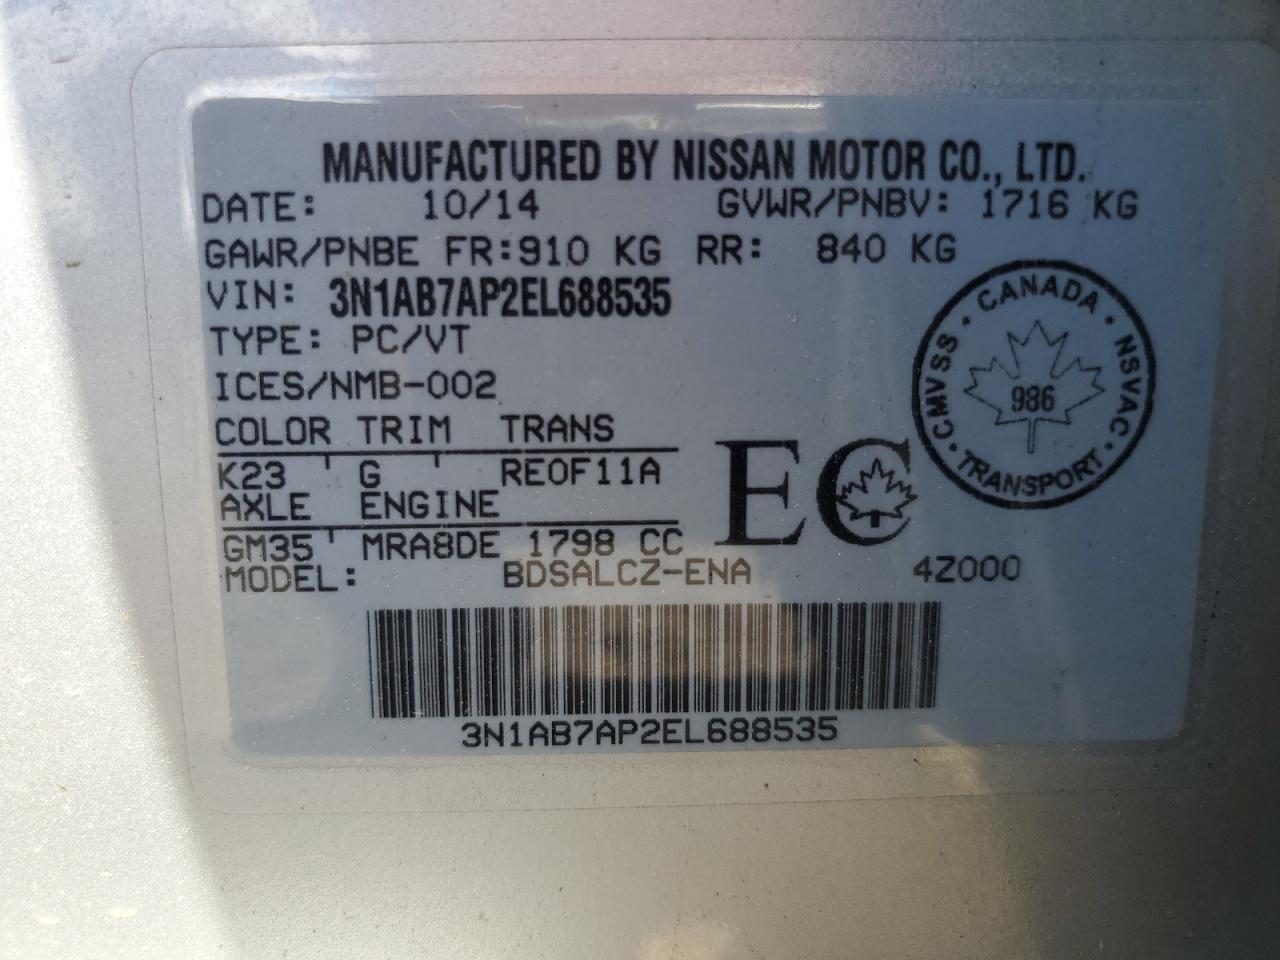 MANUFACTURED BY NISSAN MOTOR CO., LTD.
DATE: 10/14 GVWR/PNBV: 1716 KG
GAWR/PNBE FR:910 KG RR: 840 KG
VIN: 3N1AB7AP2EL688535
TYPE: PC/VT
ICES/NMB-002
COLOR TRIM TRANS
K23 ' G ' RE0F11A
AXLE ENGINE
GM35 ' MRA8DE 1798 CC
MODEL: BDSALCZ-ENA 4Z000
EC
CANADA · NSVAC · TRANSPORT · CMVSS ·
986
3N1AB7AP2EL688535